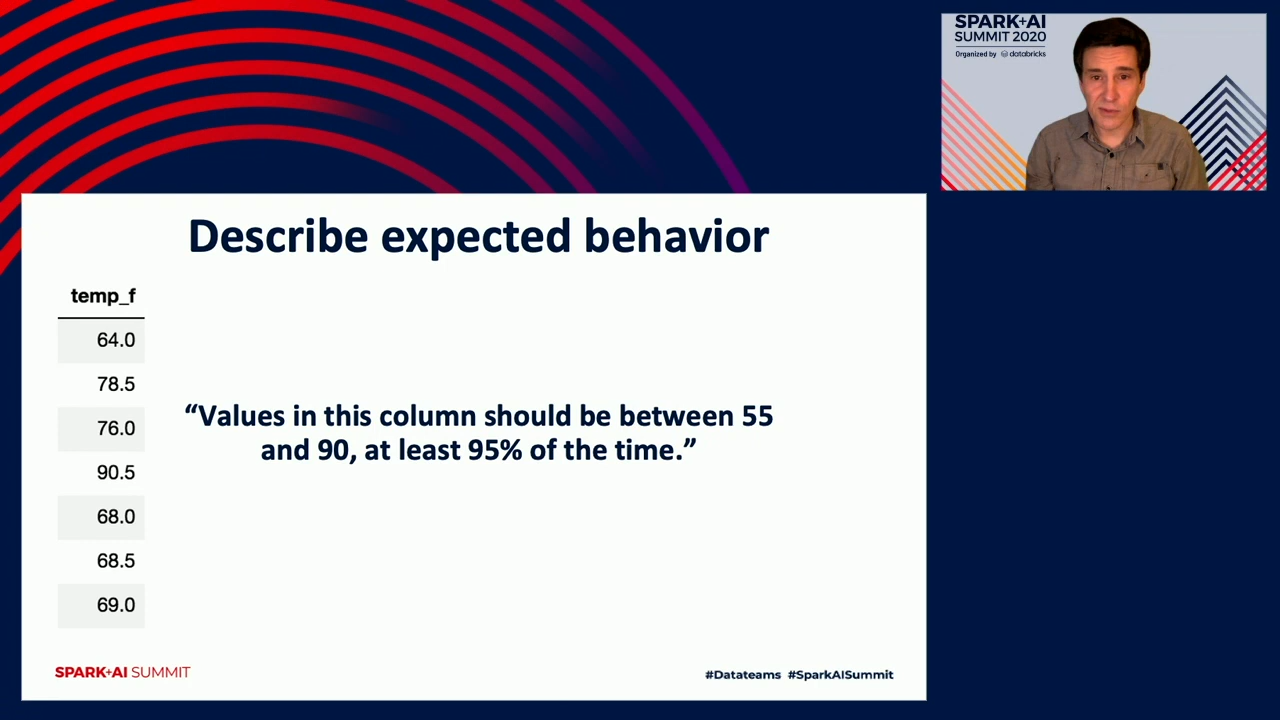 SPARK+AI
SUMMIT 2020
Organized by databricks
Describe expected behavior
temp_f
64.0
78.5
76.0
90.5
68.0
68.5
69.0
“Values in this column should be between 55
and 90, at least 95% of the time.”
SPARK+AI SUMMIT
#Datateams #SparkAISummit